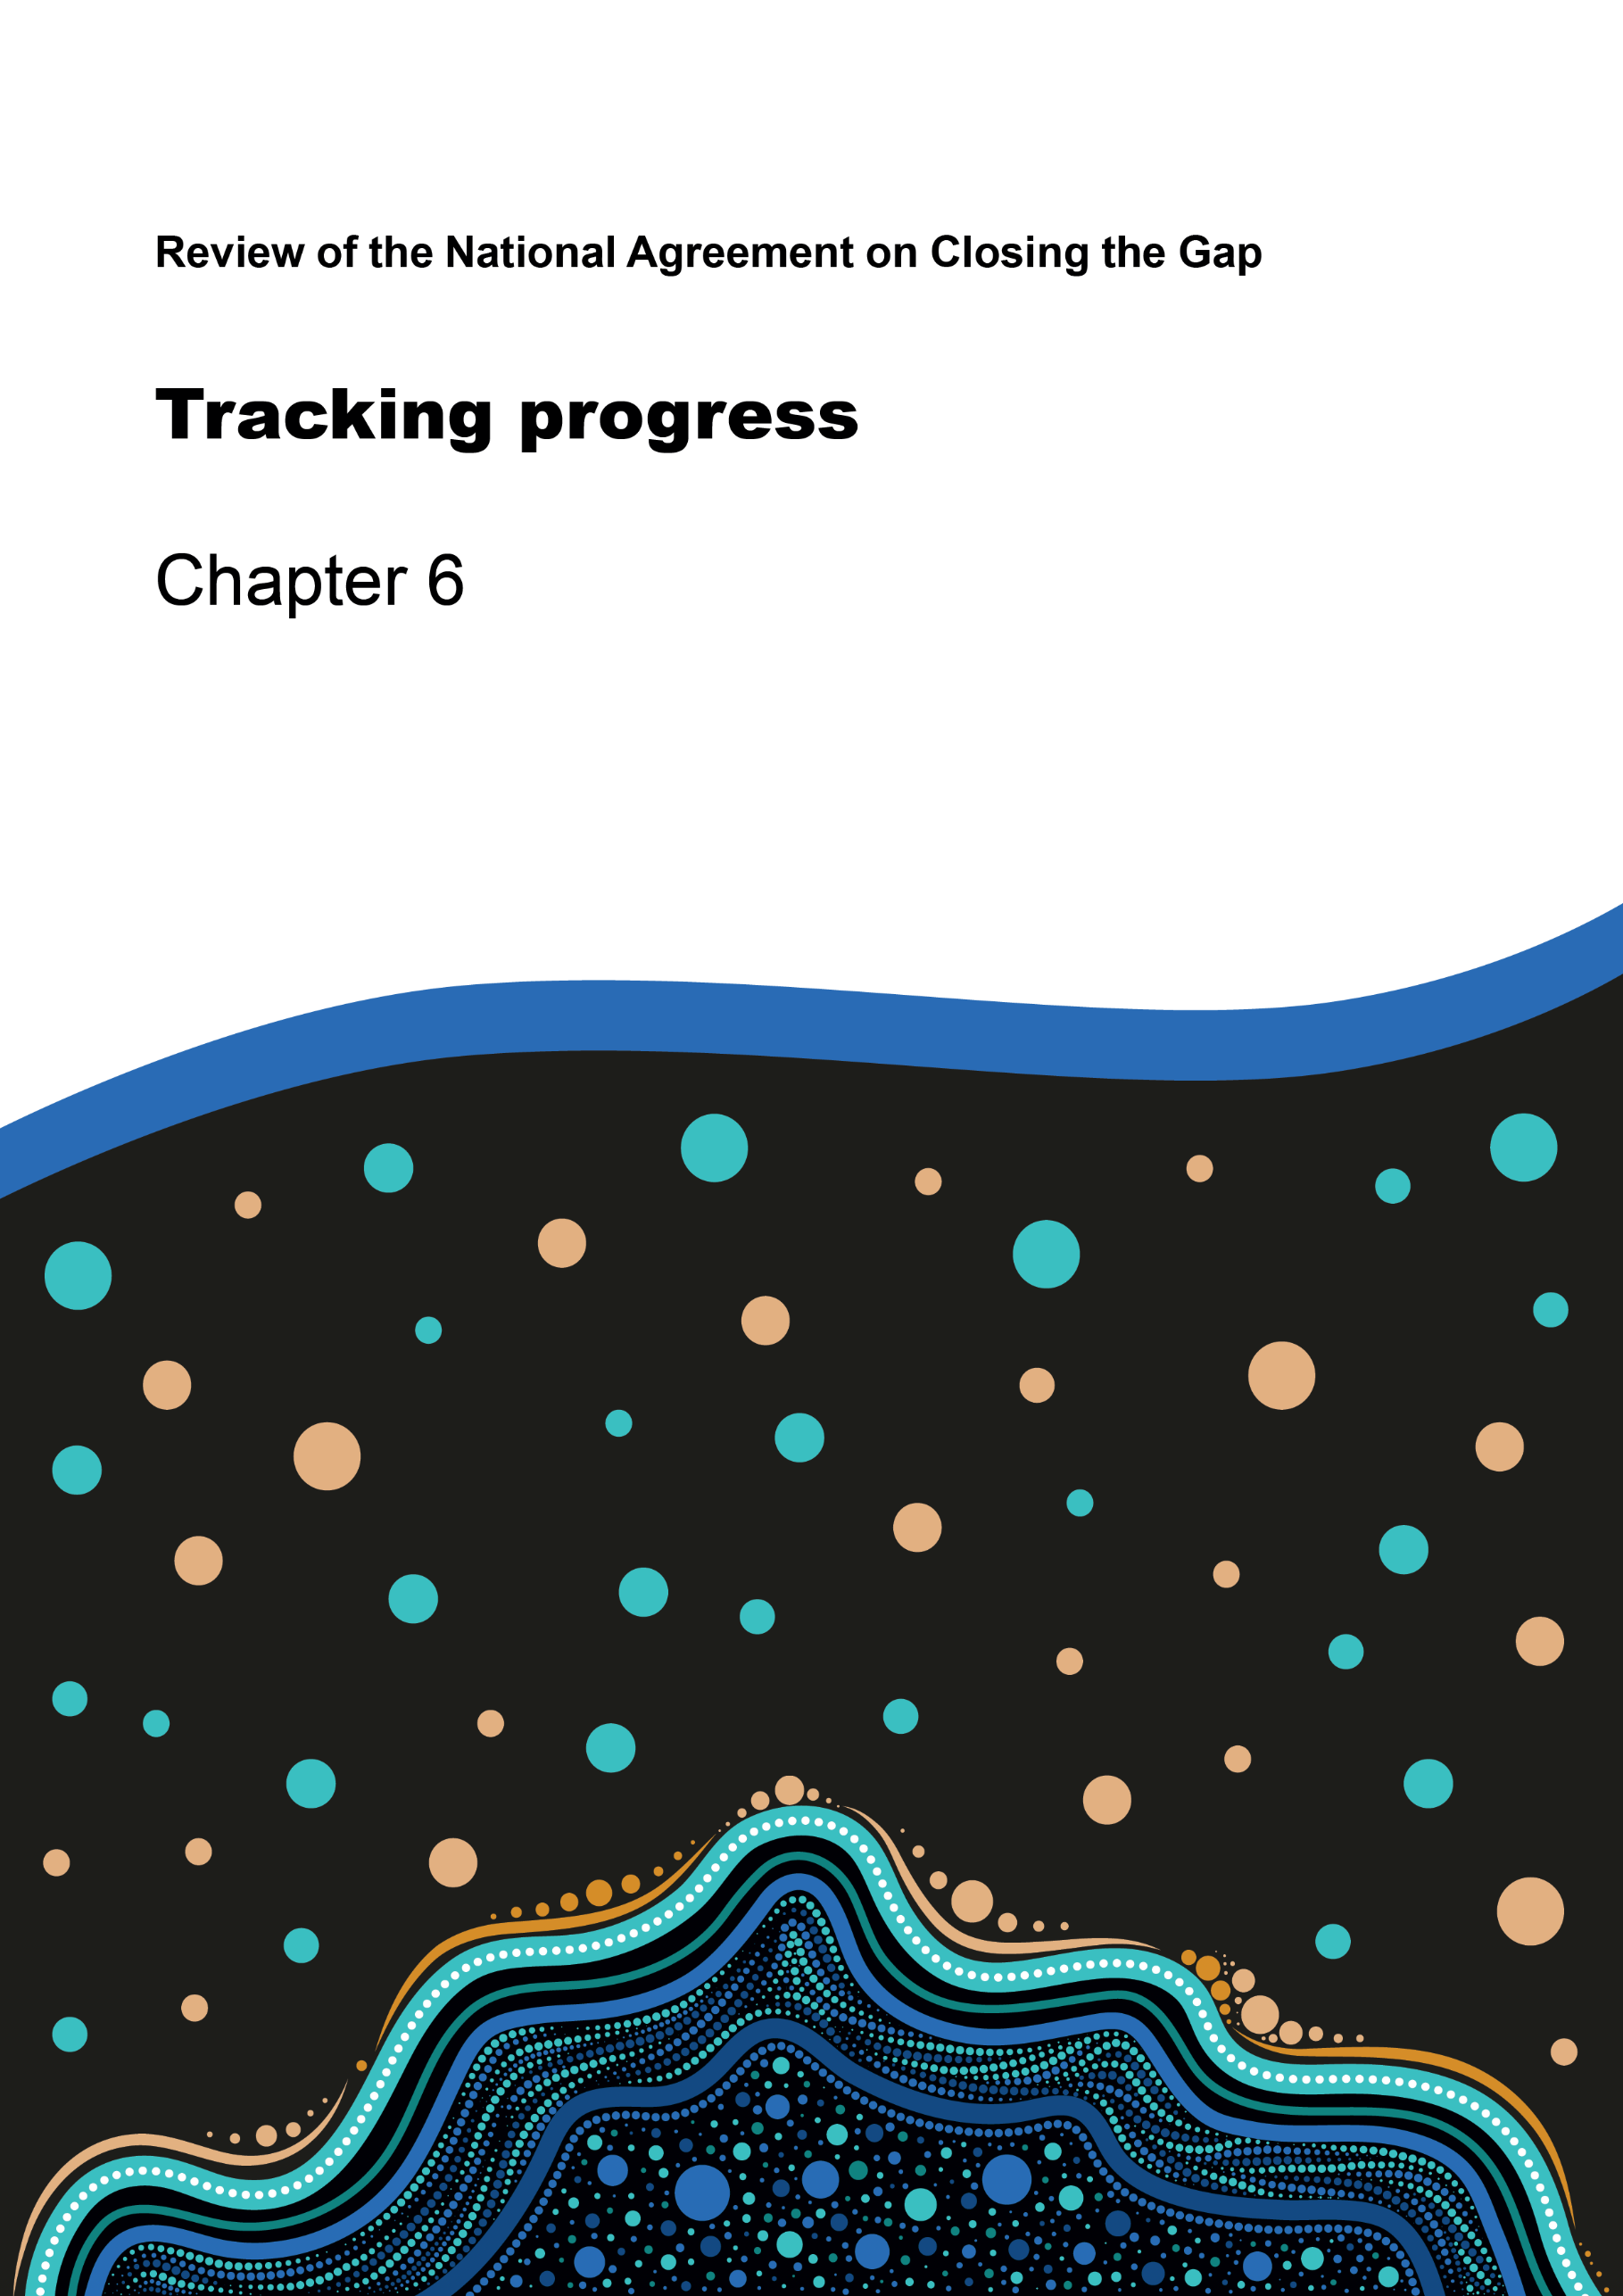 Review of the National Agreement on Closing the Gap
Tracking progress
Chapter 6